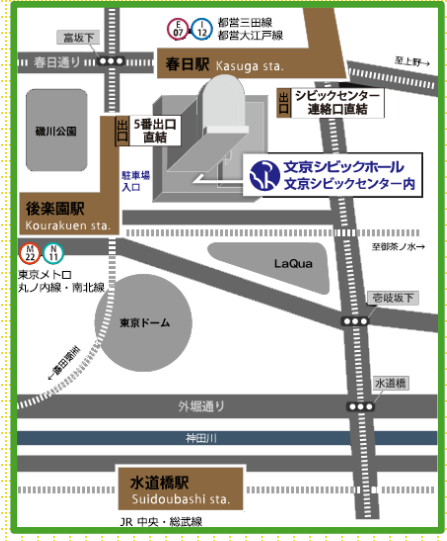 E
07
I
12
都営三田線
都営大江戸線
富坂下
春日通り
春日駅 Kasuga sta.
至上野→
出口
シビックセンター
連絡口直結
磯川公園
出口
5番出口
直結
駐車場
入口
文京シビックホール
文京シビックセンター内
後楽園駅
Kourakuen sta.
M
22
N
11
東京メトロ
丸ノ内線・南北線
至御茶ノ水→
LaQua
壱岐坂下
東京ドーム
至飯田橋→
水道橋
外堀通り
神田川
水道橋駅
Suidoubashi sta.
JR 中央・総武線